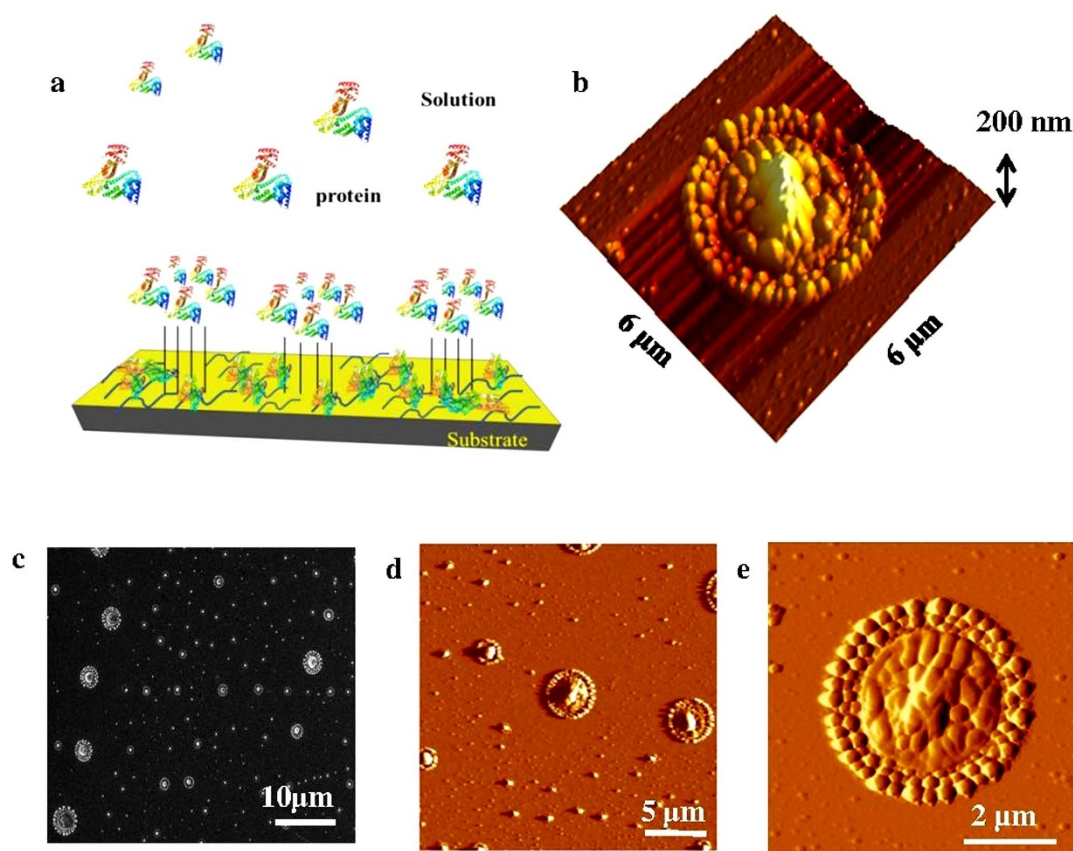 a
Solution
protein
Substrate
b
200 nm
6 µm
6 µm
c
10µm
d
5 µm
e
2 µm